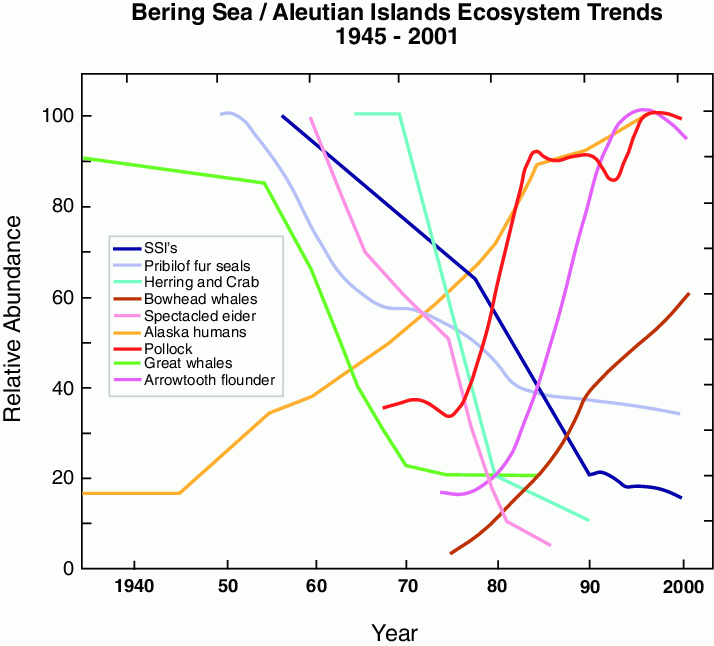 Bering Sea / Aleutian Islands Ecosystem Trends
1945 - 2001
100
80
60
40
20
0
Relative Abundance
SSl's
Pribilof fur seals
Herring and Crab
Bowhead whales
Spectacled eider
Alaska humans
Pollock
Great whales
Arrowtooth flounder
1940 50 60 70 80 90 2000
Year